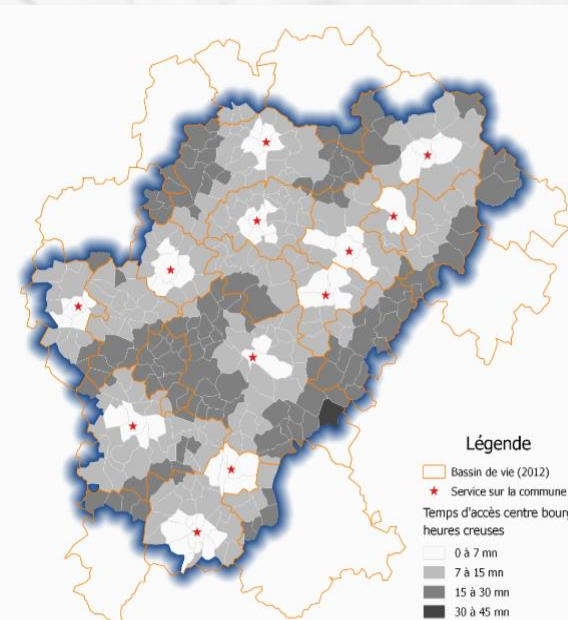 Légende
Bassin de vie (2012)
Service sur la commune
Temps d'accès centre bourg
heures creuses
0 à 7 mn
7 à 15 mn
15 à 30 mn
30 à 45 mn